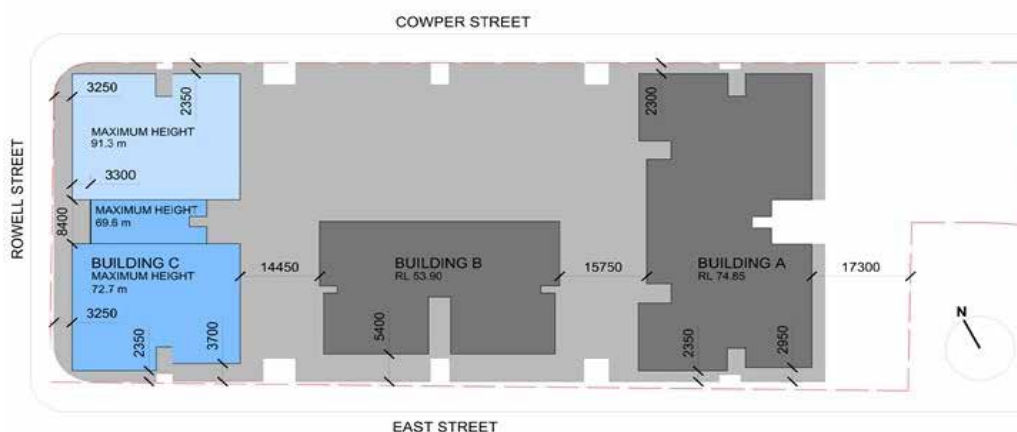 COWPER STREET
3250
2350
2300
MAXIMUM HEIGHT
91.3 m
ROWELL STREET
3300
8400
MAXIMUM HEIGHT
69.6 m
BUILDING C
MAXIMUM HEIGHT
72.7 m
14450
BUILDING B
RL 53.90
15750
BUILDING A
RL 74.85
17300
3250
2350
3700
5400
2350
2950
N
EAST STREET